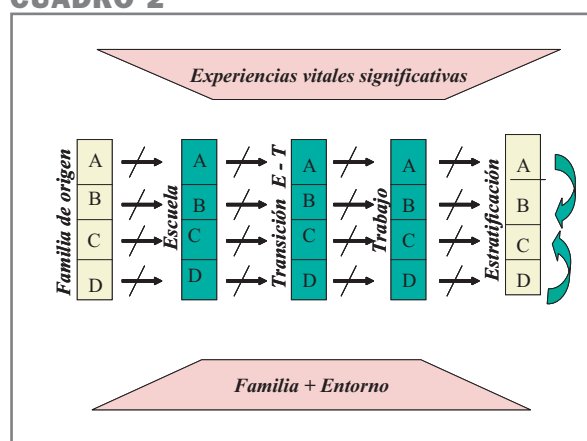 CUADRO 2
Experiencias vitales significativas
Familia de origen
A
B
C
D
Escuela
A
B
C
D
Transición E - T
A
B
C
D
Trabajo
A
B
C
D
Estratificación
A
B
C
D
Familia + Entorno